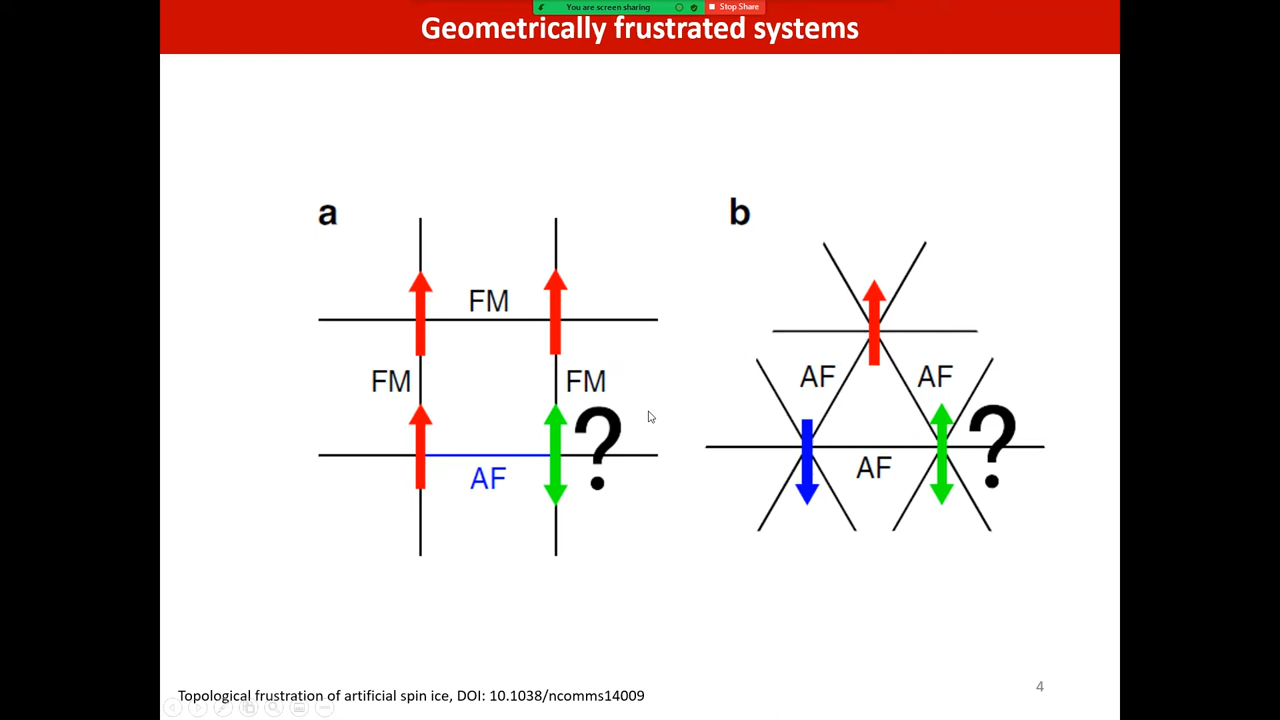 You are screen sharing
Stop Share
Geometrically frustrated systems
a
FM
FM
FM
AF
?
b
AF
AF
AF
?
Topological frustration of artificial spin ice, DOI: 10.1038/ncomms14009
4